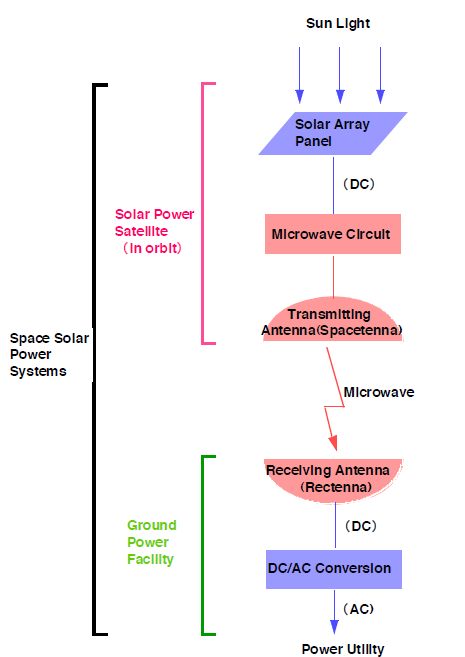 Sun Light
Solar Array
Panel
(DC)
Solar Power
Satellite
(in orbit)
Microwave Circuit
Transmitting
Antenna(Spacetenna)
Space Solar
Power
Systems
Microwave
Receiving Antenna
(Rectenna)
Ground
Power
Facility
(DC)
DC/AC Conversion
(AC)
Power Utility